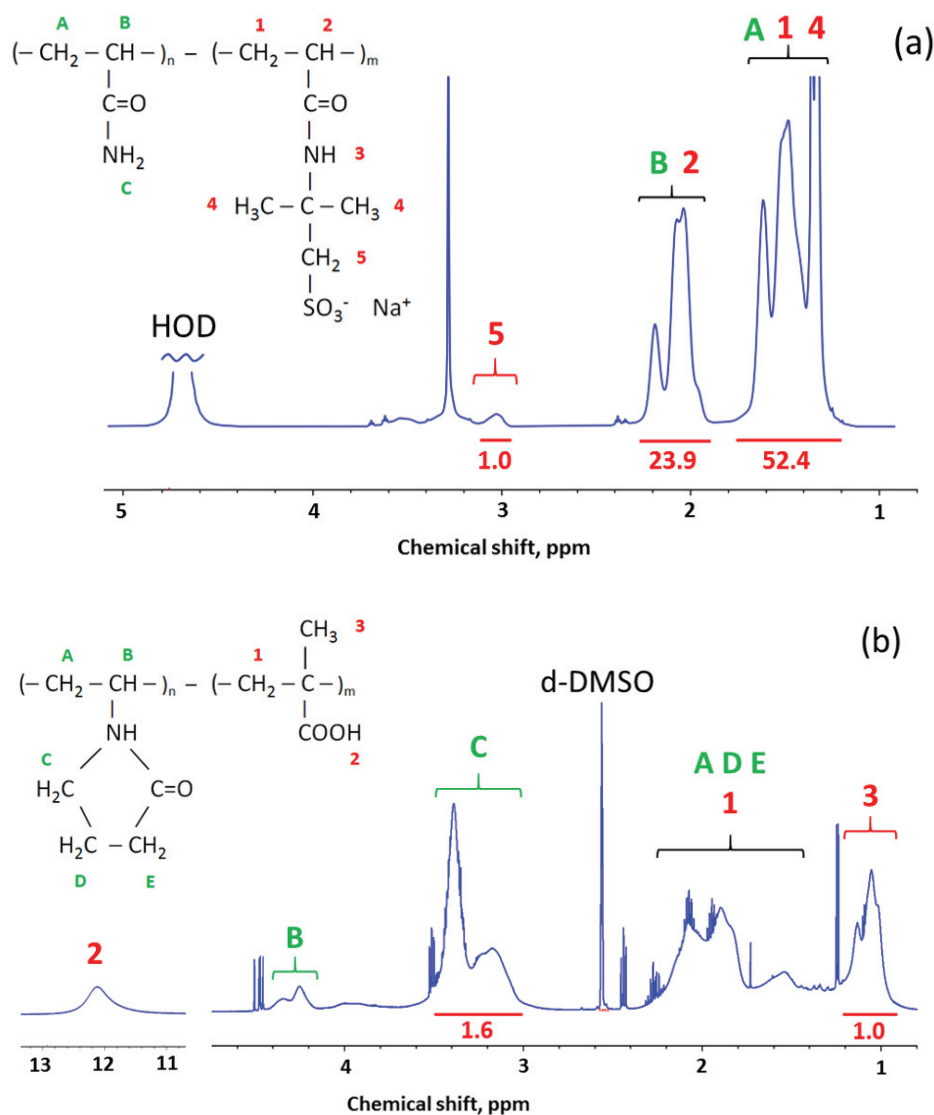 (a)
A B 1 2
(– CH2 – CH – )n – (– CH2 – CH – )m
C=O C=O
NH2 NH 3
C
4 H3C – C – CH3 4
CH2 5
SO3- Na+
HOD
5
B 2
A 1 4
1.0 23.9 52.4
5 4 3 2 1
Chemical shift, ppm
(b)
CH3 3
A B 1
(– CH2 – CH – )n – (– CH2 – C – )m
NH COOH
2
C
H2C C=O
H2C – CH2
D E
d-DMSO
2
B
C
A D E
1
3
1.6 1.0
13 12 11 4 3 2 1
Chemical shift, ppm